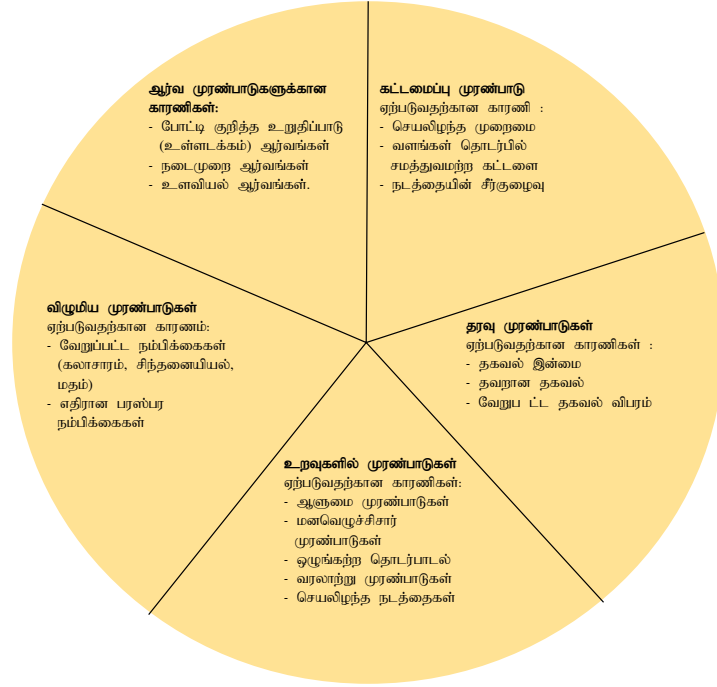 ஆர்வ முரண்பாடுகளுக்கான
காரணிகள்:
- போட்டி குறித்த உறுதிப்பாடு
(உள்ளடக்கம்) ஆர்வங்கள்
- நடைமுறை ஆர்வங்கள்
- உளவியல் ஆர்வங்கள்.
கட்டமைப்பு முரண்பாடு
ஏற்படுவதற்கான காரணி :
- செயலிழந்த முறைமை
- வளங்கள் தொடர்பில்
சமத்துவமற்ற கட்டளை
- நடத்தையின் சீர்குழைவு
விழுமிய முரண்பாடுகள்
ஏற்படுவதற்கான காரணம்:
- வேறுப்பட்ட நம்பிக்கைகள்
(கலாசாரம், சிந்தனையியல்,
மதம்)
- எதிரான பரஸ்பர
நம்பிக்கைகள்
தரவு முரண்பாடுகள்
ஏற்படுவதற்கான காரணிகள் :
- தகவல் இன்மை
- தவறான தகவல்
- வேறுப ட்ட தகவல் விபரம்
உறவுகளில் முரண்பாடுகள்
ஏற்படுவதற்கான காரணிகள்:
- ஆளுமை முரண்பாடுகள்
- மனவெழுச்சிசார்
முரண்பாடுகள்
- ஒழுங்கற்ற தொடர்பாடல்
- வரலாற்று முரண்பாடுகள்
- செயலிழந்த நடத்தைகள்